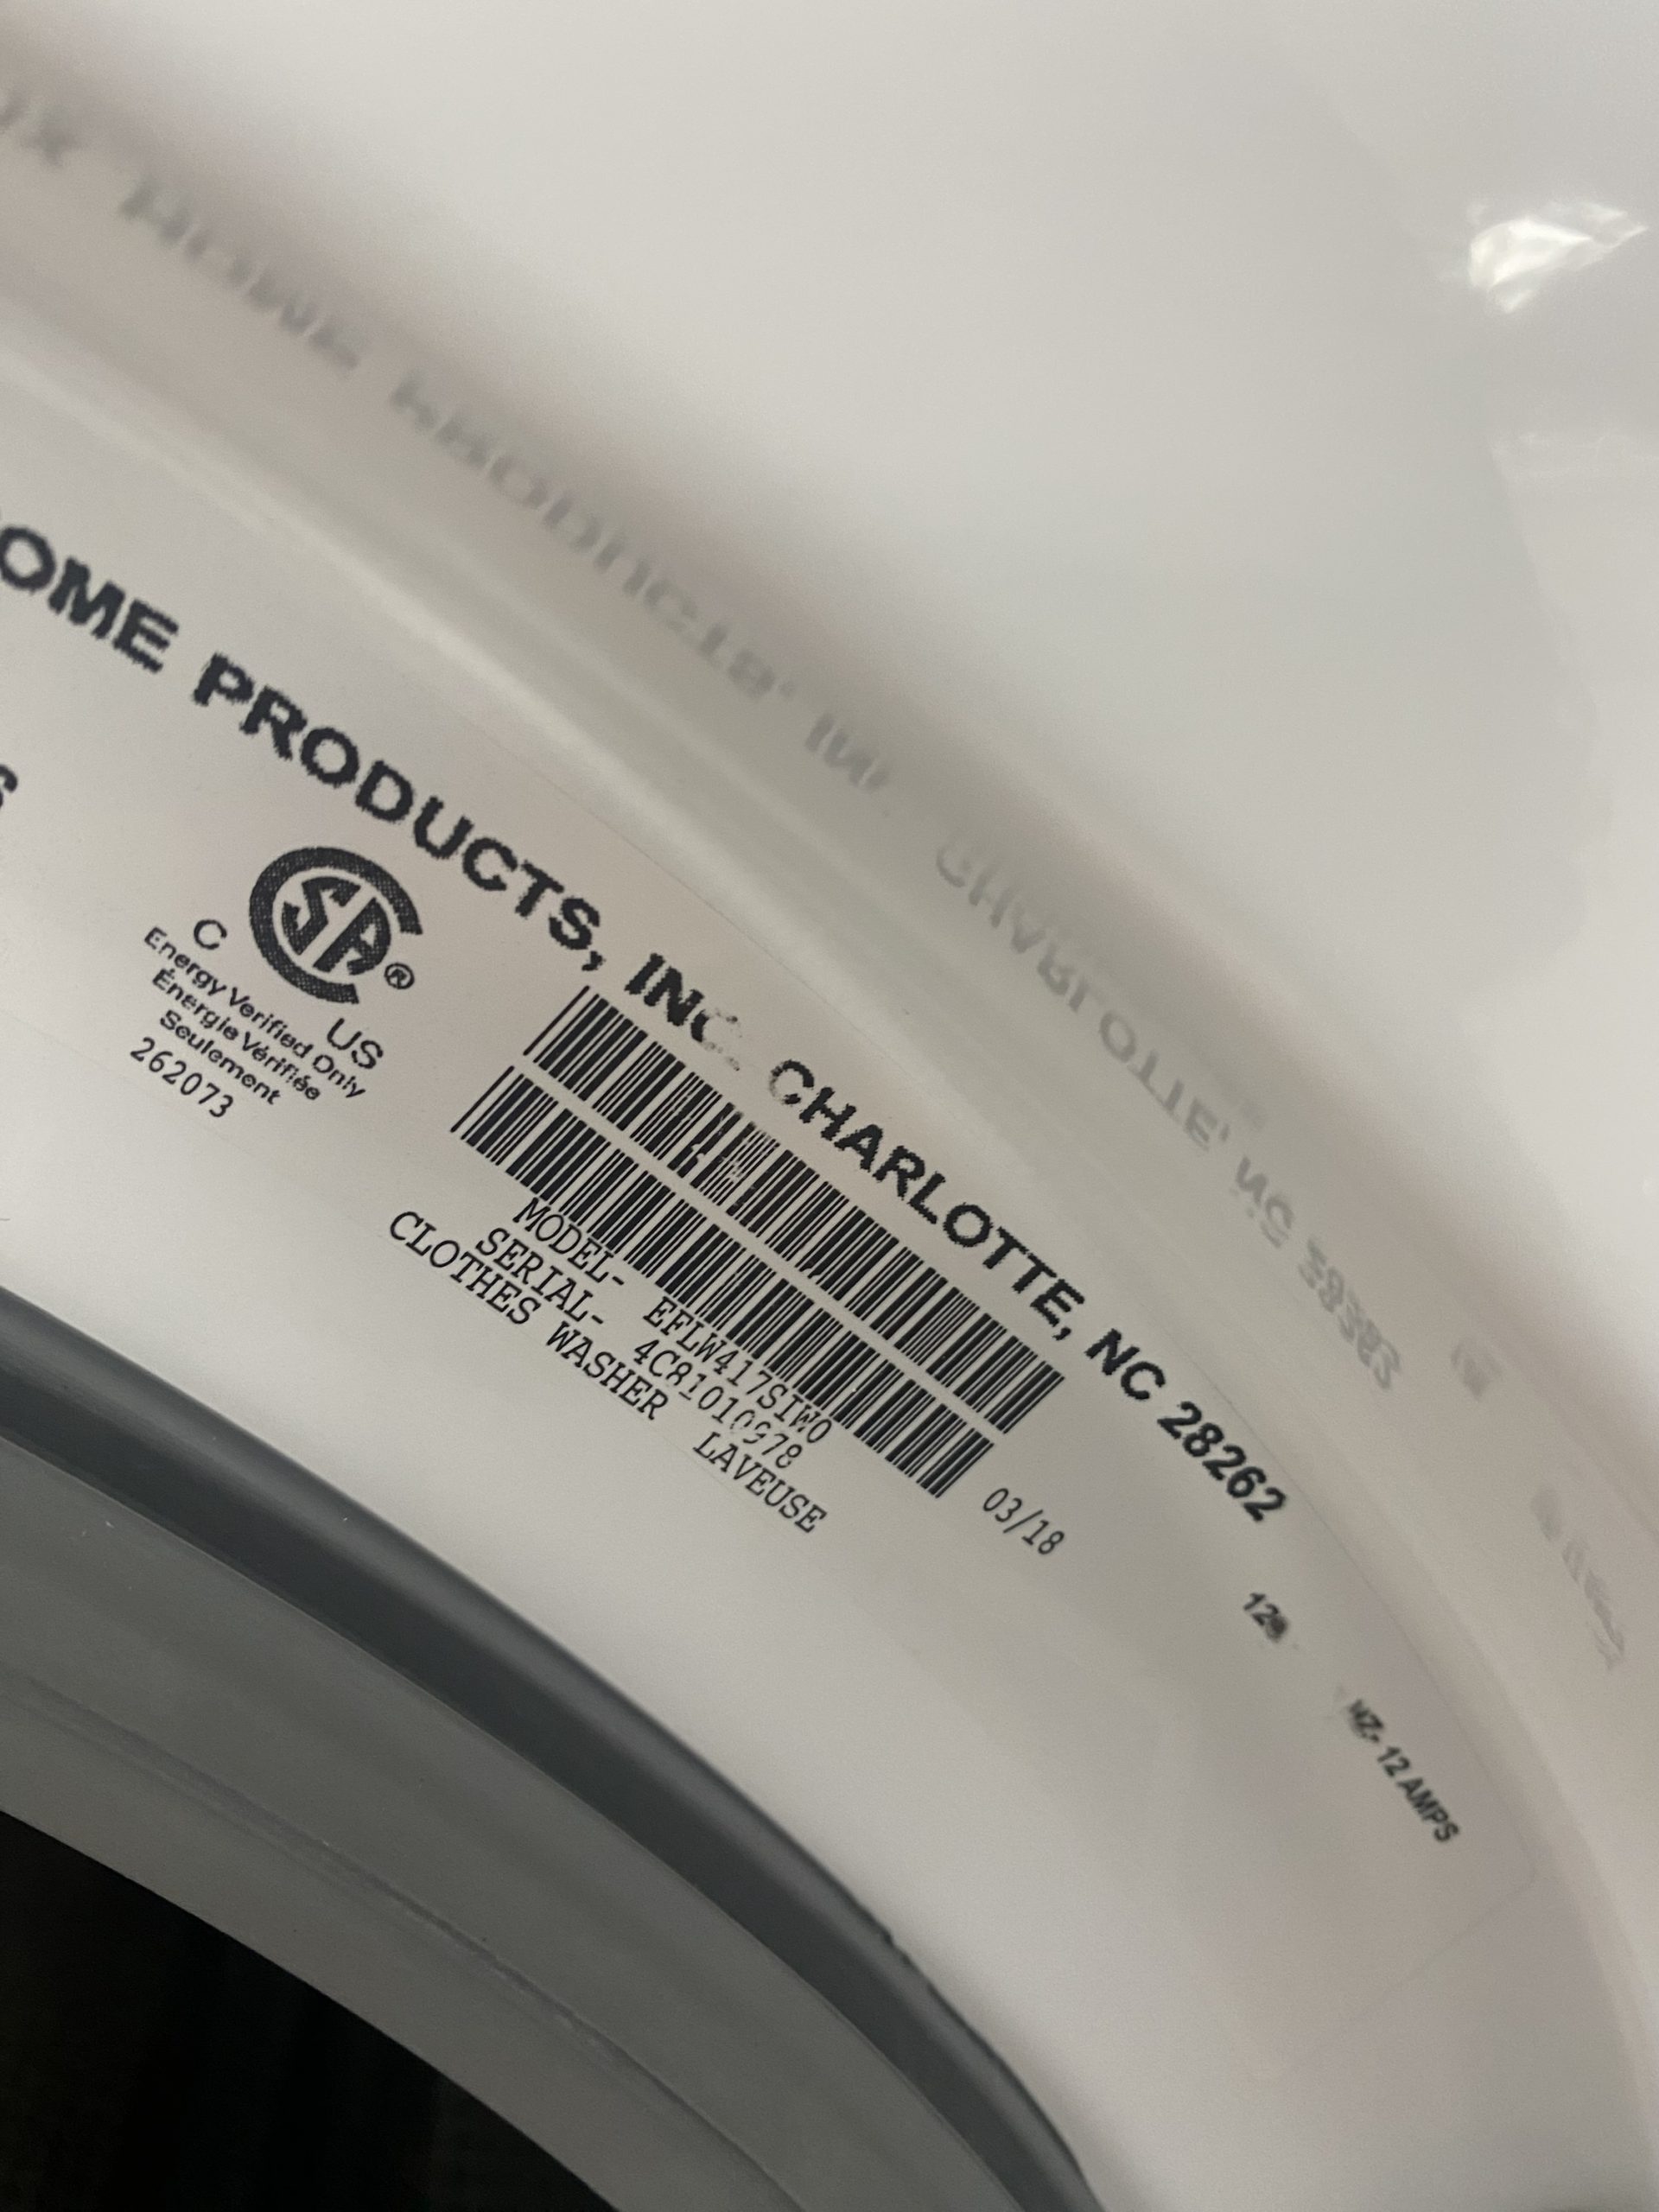 OME PRODUCTS, INC. CHARLOTTE, NC 28262
SA®
C US
Energy Verified Only
Énergie Vérifiée
Seulement
262073
MODEL- EFLW417SIW0
SERIAL- 4C81010978
CLOTHES WASHER LAVEUSE
03/18
12 AMPS